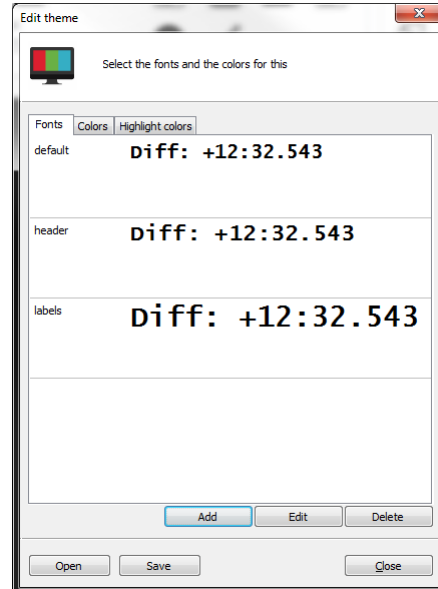 Edit theme
Select the fonts and the colors for this
Fonts Colors Highlight colors
default Diff: +12:32.543
header Diff: +12:32.543
labels Diff: +12:32.543
Add Edit Delete
Open Save Close